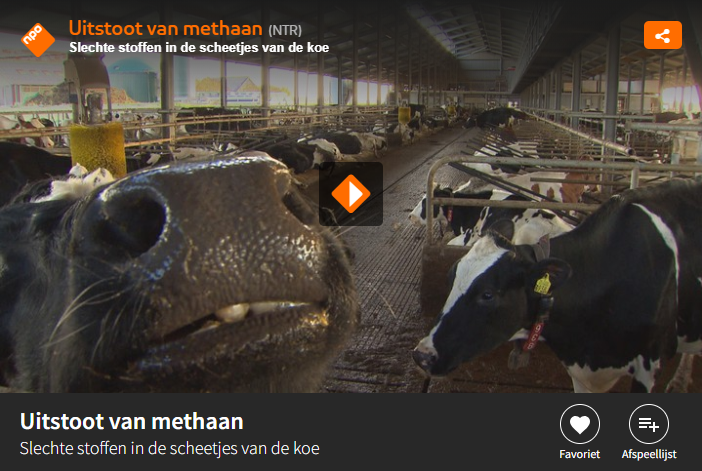 npo
Uitstoot van methaan (NTR)
Slechte stoffen in de scheetjes van de koe
Uitstoot van methaan
Slechte stoffen in de scheetjes van de koe
Favoriet
Afspeellijst